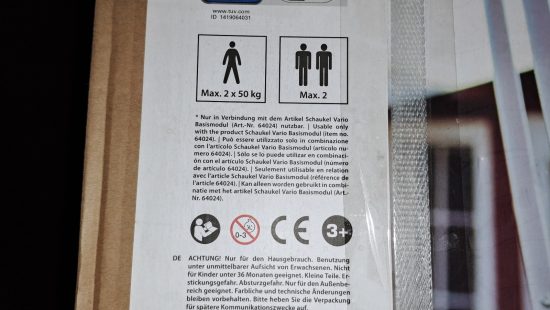 www.tuv.com
ID 1419064031
Max. 2 x 50 kg
Max. 2
* Nur in Verbindung mit dem Artikel Schaukel Vario
Basismodul (Art.-Nr. 64024) nutzbar. | Usable only
with the product Schaukel Vario Basismodul (item no.
64024). | Può essere utilizzato solo in combinazione
con l'articolo Schaukel Vario Basismodul (articolo nu-
mero 64024). | Sólo se lo puede utilizar en combinaci-
ón con el artículo Schaukel Vario Basismodul (número
de artículo 64024). | Seulement utilisable en relation
avec l'article Schaukel Vario Basismodul (référence de
l'article 64024). | Kan alleen worden gebruikt in combi-
natie met het artikel Schaukel Vario Basismodul (Art.-
Nr. 64024).
0-3
CE
3+
DE ACHTUNG! Nur für den Hausgebrauch. Benutzung
unter unmittelbarer Aufsicht von Erwachsenen. Nicht
für Kinder unter 36 Monaten geeignet. Kleine Teile. Er-
stickungsgefahr. Absturzgefahr. Nur für den Außenbe-
reich geeignet. Farbliche und technische Änderungen
bleiben vorbehalten. Bitte heben Sie die Verpackung
für spätere Kommunikationszwecke auf.